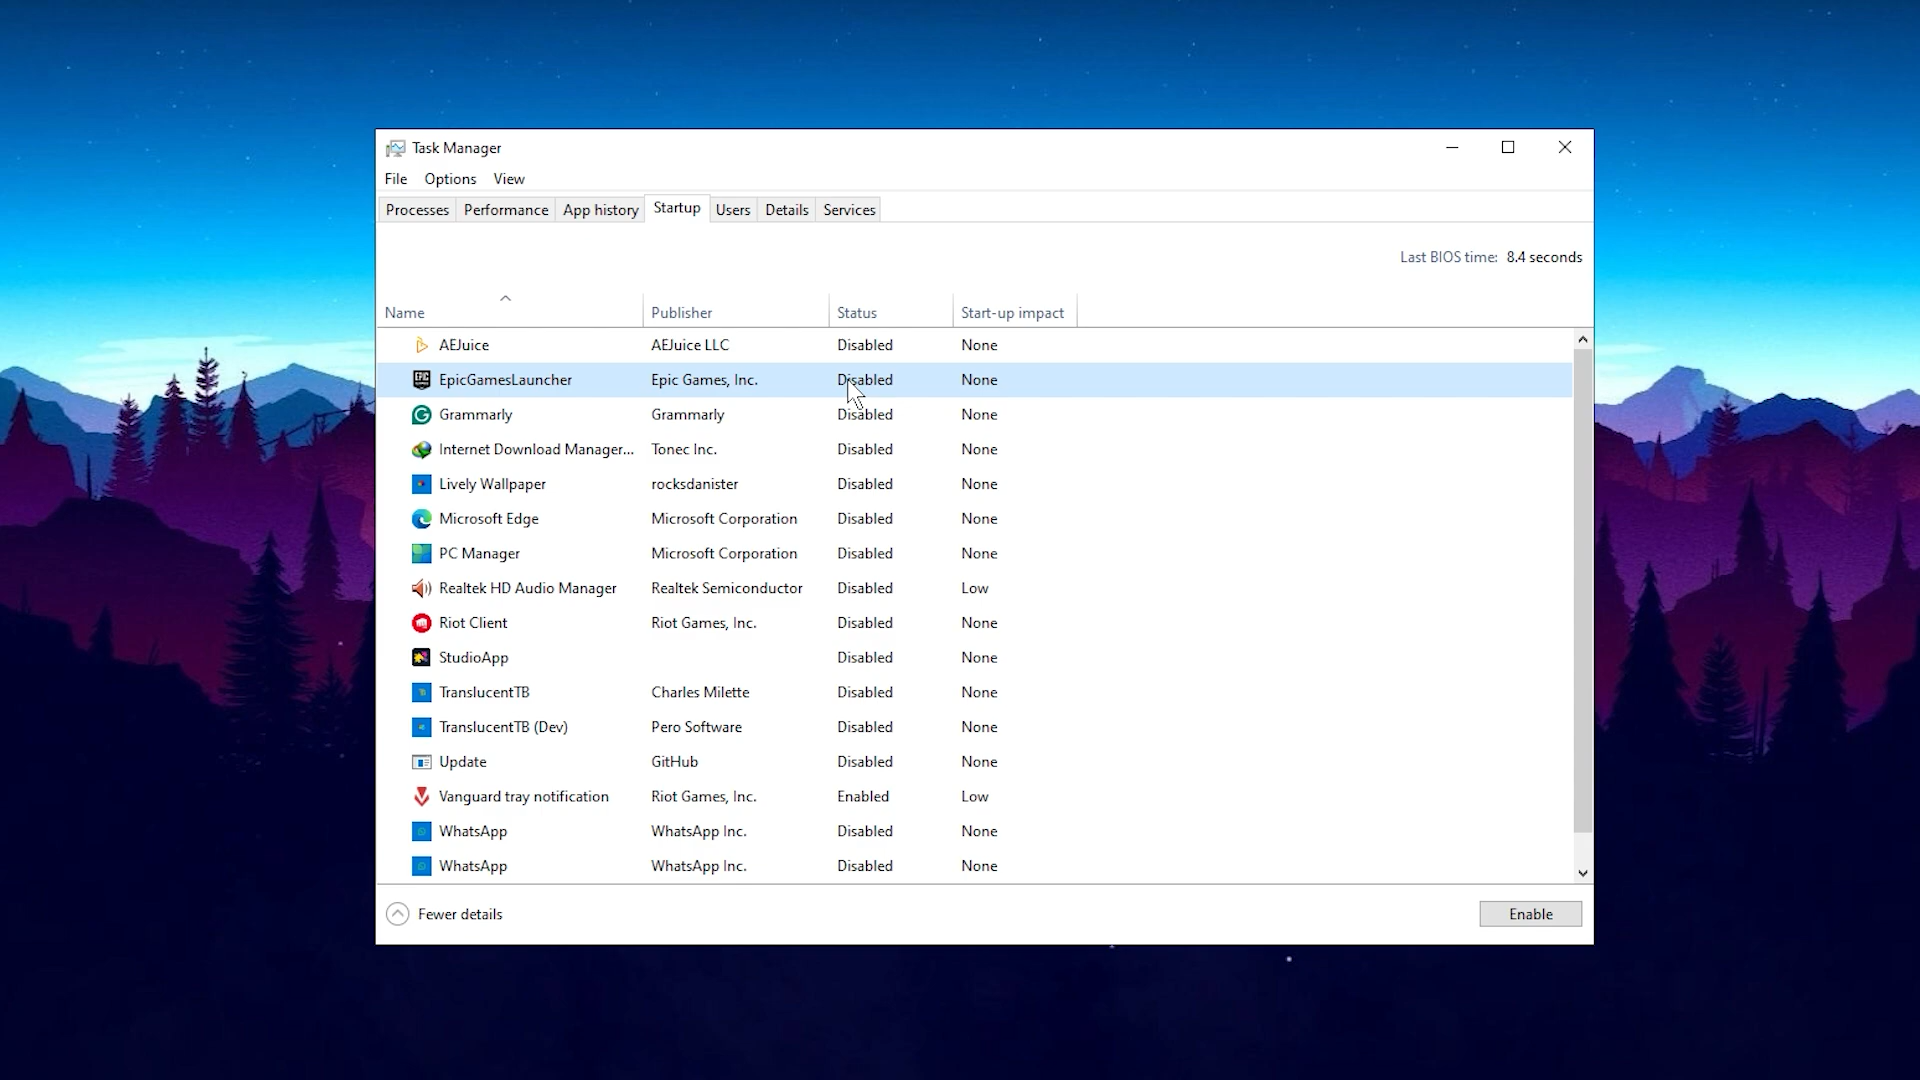 Task Manager
File Options View
Processes Performance App history Startup Users Details Services
Last BIOS time: 8.4 seconds
Name Publisher Status Start-up impact
AEJuice AEJuice LLC Disabled None
EPIC EpicGamesLauncher Epic Games, Inc. Disabled None
Grammarly Grammarly Disabled None
Internet Download Manager... Tonec Inc. Disabled None
Lively Wallpaper rocksdanister Disabled None
Microsoft Edge Microsoft Corporation Disabled None
PC Manager Microsoft Corporation Disabled None
Realtek HD Audio Manager Realtek Semiconductor Disabled Low
Riot Client Riot Games, Inc. Disabled None
StudioApp Disabled None
TranslucentTB Charles Milette Disabled None
TranslucentTB (Dev) Pero Software Disabled None
Update GitHub Disabled None
Vanguard tray notification Riot Games, Inc. Enabled Low
WhatsApp WhatsApp Inc. Disabled None
WhatsApp WhatsApp Inc. Disabled None
Fewer details Enable